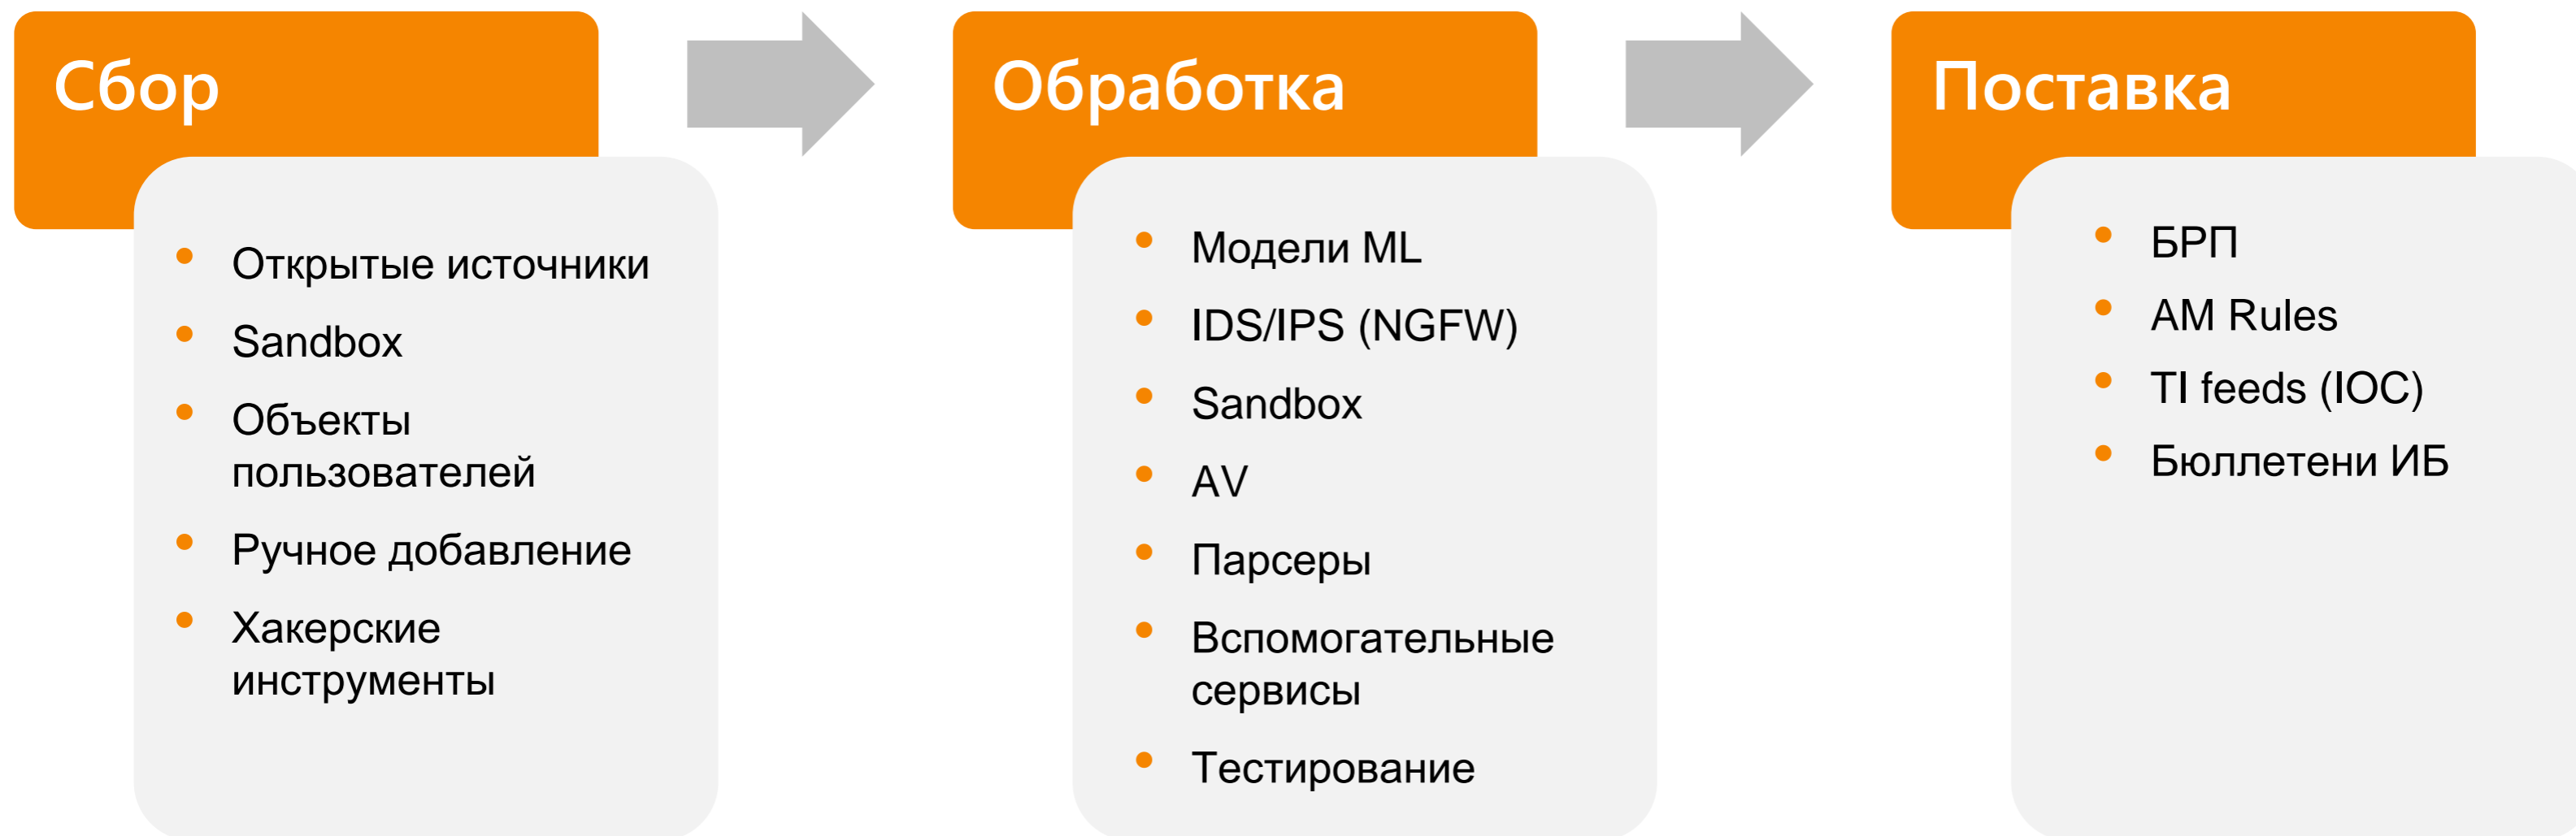 Сбор
Открытые источники
Sandbox
Объекты
пользователей
Ручное добавление
Хакерские
инструменты
Обработка
Модели ML
IDS/IPS (NGFW)
Sandbox
AV
Парсеры
Вспомогательные
сервисы
Тестирование
Поставка
БРП
AM Rules
TI feeds (IOC)
Бюллетени ИБ